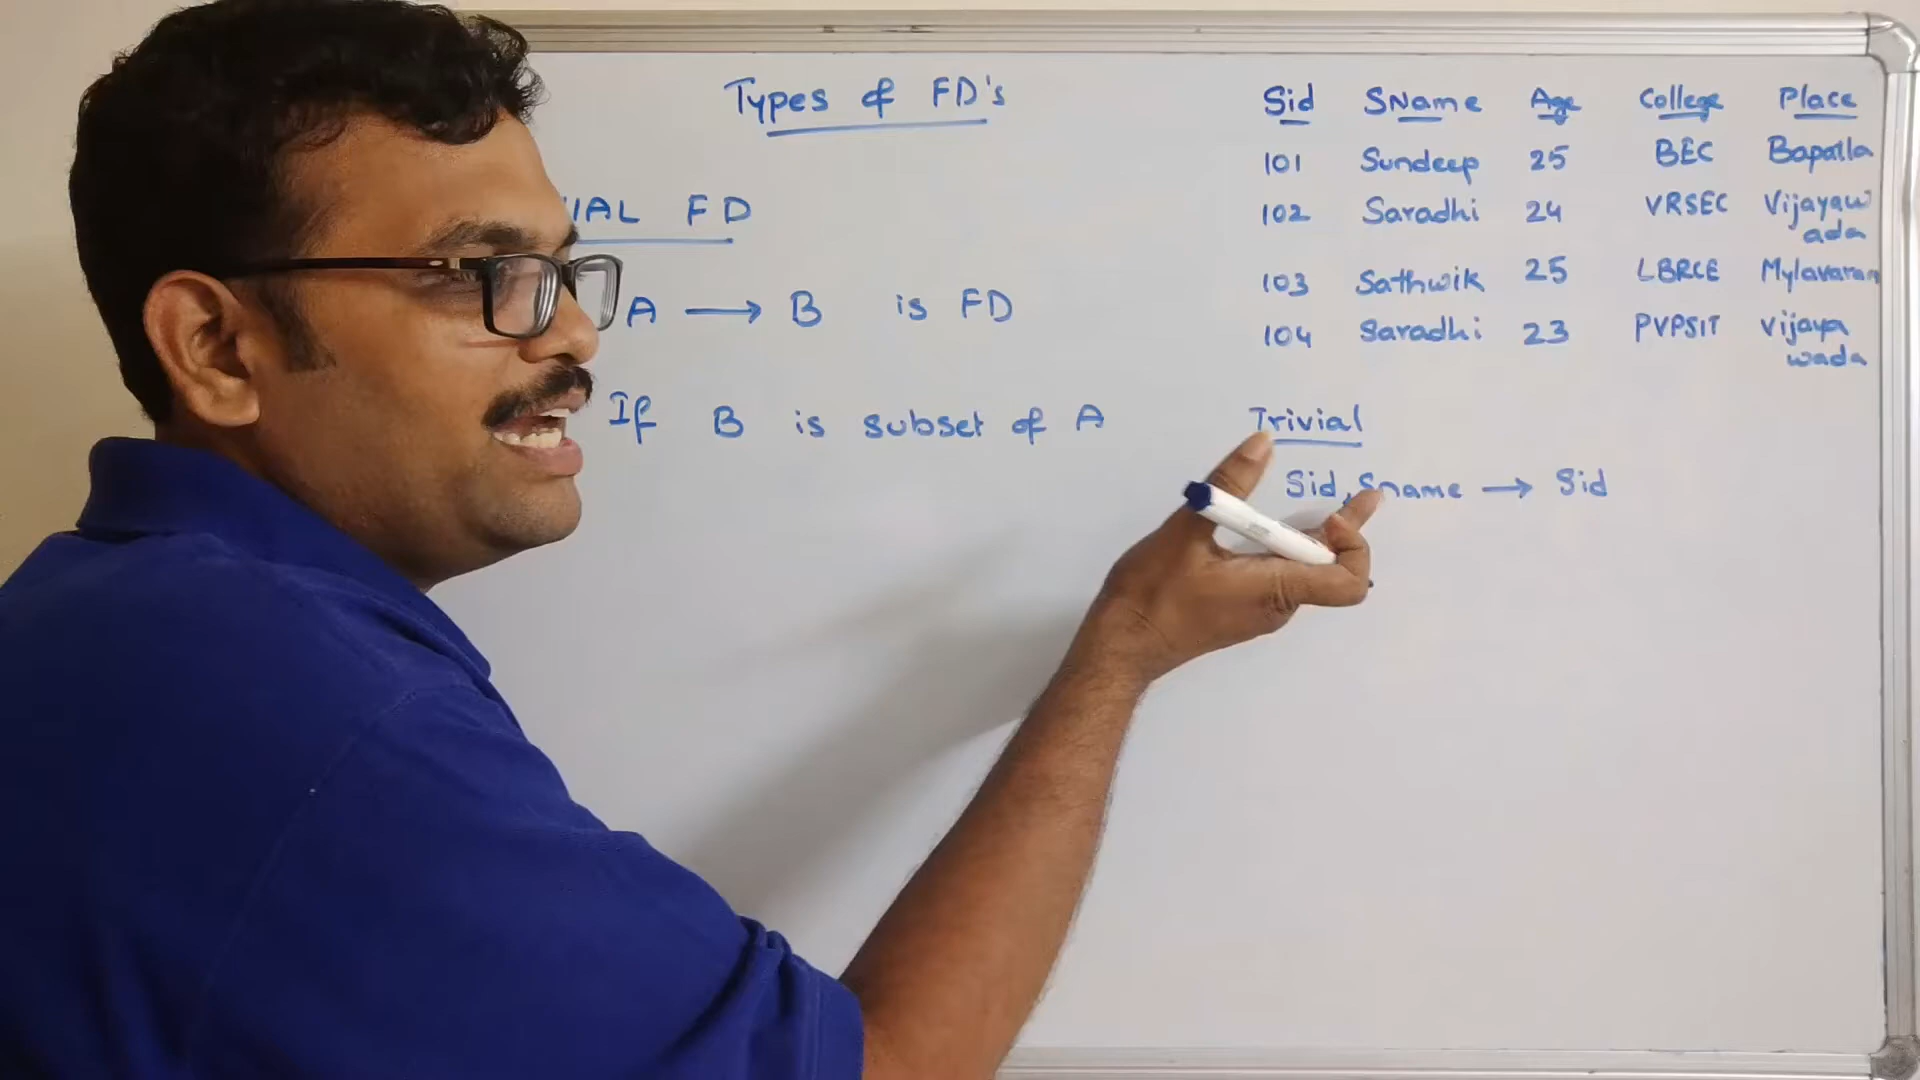 Types of FD's
IAL FD
A → B is FD
If B is subset of A
Sid SName Age College Place
101 Sundeep 25 BEC Bapatla
102 Saradhi 24 VRSEC Vijayaw
ada
103 Sathwik 25 LBRCE Mylavaram
104 Saradhi 23 PVPSIT Vijaya
wada
Trivial
Sid, Sname → Sid